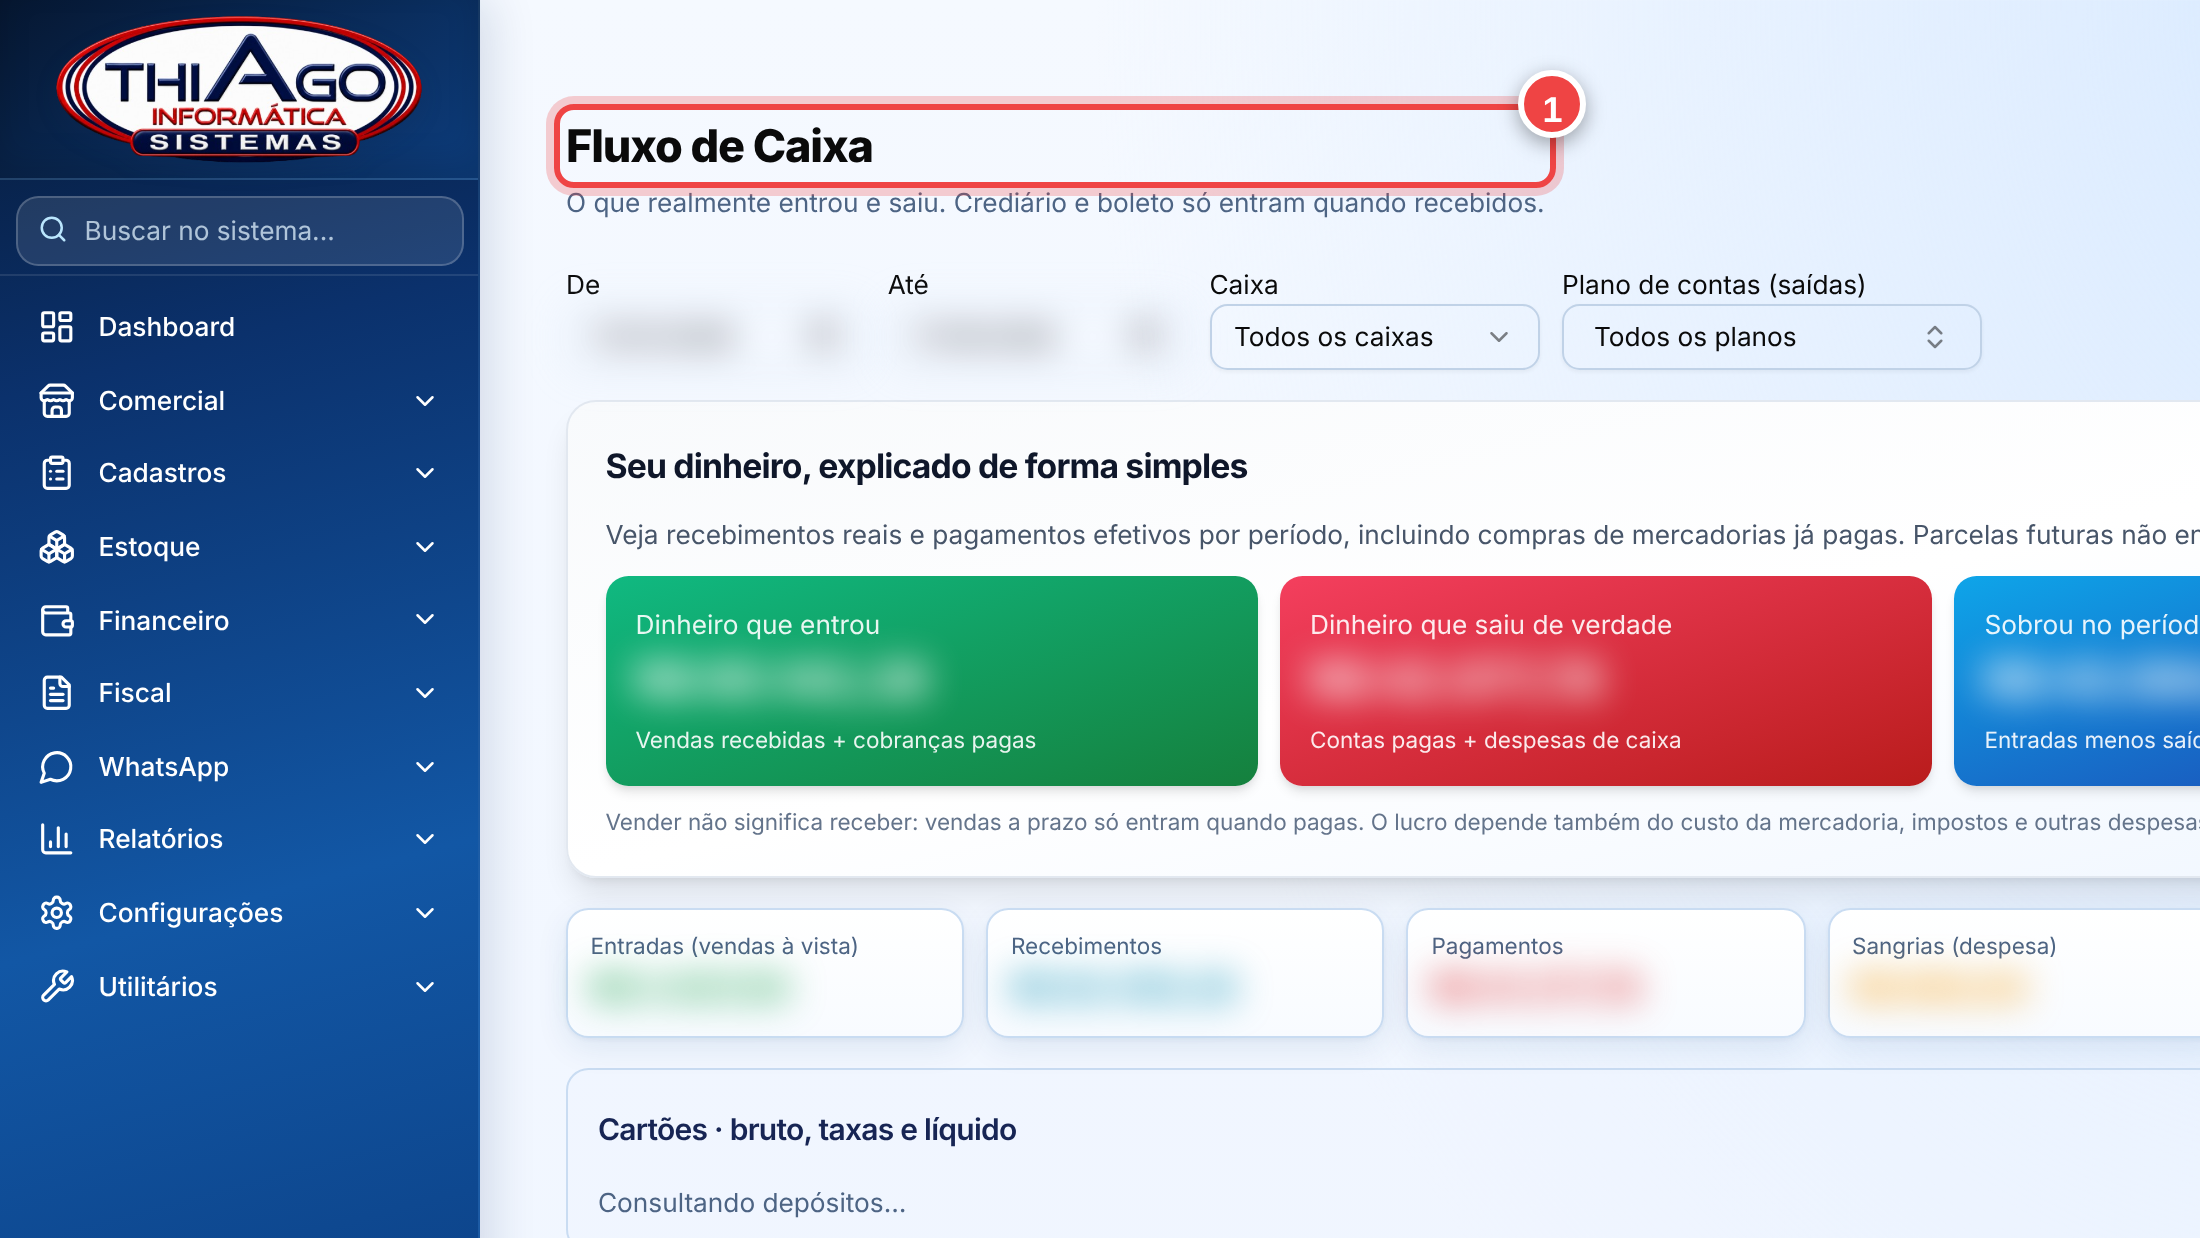 THIAGO
INFORMÁTICA
SISTEMAS
Buscar no sistema...
Dashboard
Comercial
Cadastros
Estoque
Financeiro
Fiscal
WhatsApp
Relatórios
Configurações
Utilitários
1
Fluxo de Caixa
O que realmente entrou e saiu. Crediário e boleto só entram quando recebidos.
De
Até
Caixa
Plano de contas (saídas)
Todos os caixas
Todos os planos
Seu dinheiro, explicado de forma simples
Veja recebimentos reais e pagamentos efetivos por período, incluindo compras de mercadorias já pagas. Parcelas futuras não
Dinheiro que entrou
Vendas recebidas + cobranças pagas
Dinheiro que saiu de verdade
Contas pagas + despesas de caixa
Sobrou no períod
Entradas menos
Vender não significa receber: vendas a prazo só entram quando pagas. O lucro depende também do custo da mercadoria, impostos e outras despesas
Entradas (vendas à vista)
Recebimentos
Pagamentos
Sangrias (despesa)
Cartões · bruto, taxas e líquido
Consultando depósitos...